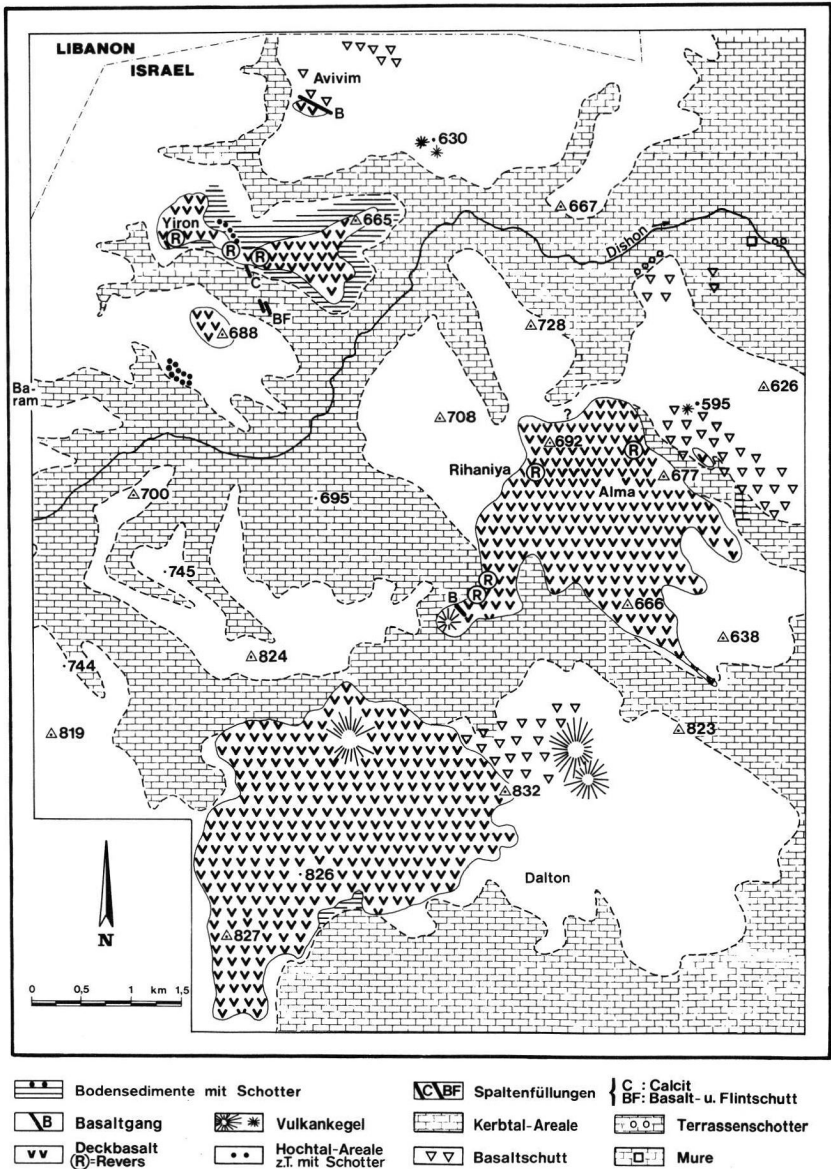 LIBANON
ISRAEL
Avivim
B
630
667
665
Yiron
R
R
R
Dishon
C
BF
688
728
626
Ba-
ram
708
595
?
692
R
Rihaniya
R
Alma
677
700
695
745
R
R
B
666
638
824
744
819
823
832
826
Dalton
827
N
0 0,5 km 1,5
1
Bodensedimente mit Schotter
C BF Spaltenfüllungen { C : Calcit
BF: Basalt- u. Flintschutt
B Basaltgang
Vulkankegel
Kerbtal-Areale
Terrassenschotter
Deckbasalt
R=Revers
Hochtal-Areale
z.T. mit Schotter
Basaltschutt
Mure